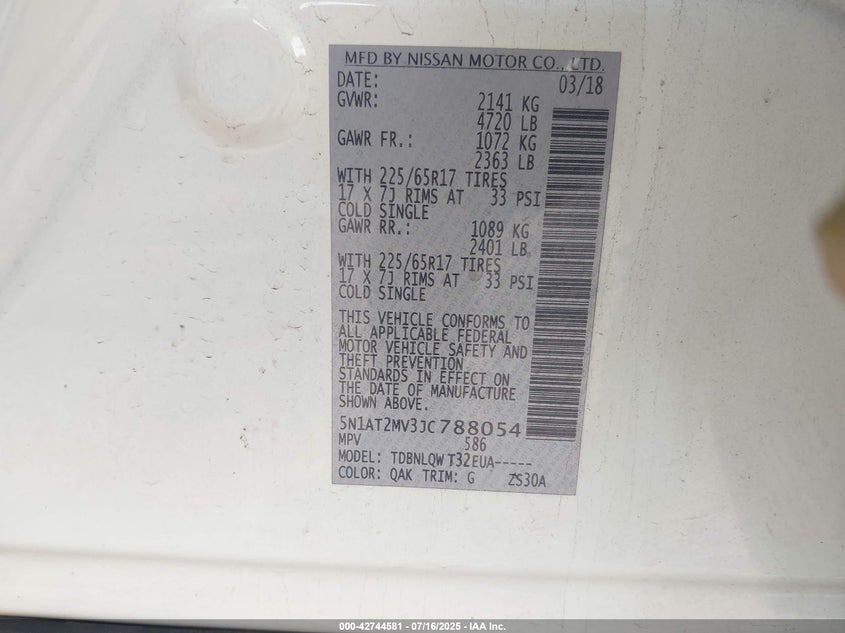 MFD BY NISSAN MOTOR CO., LTD.
DATE: 03/18
GVWR: 2141 KG
4720 LB
GAWR FR.: 1072 KG
2363 LB
WITH 225/65R17 TIRES
17 X 7J RIMS AT 33 PSI
COLD SINGLE
GAWR RR.: 1089 KG
2401 LB
WITH 225/65R17 TIRES
17 X 7J RIMS AT 33 PSI
COLD SINGLE
THIS VEHICLE CONFORMS TO
ALL APPLICABLE FEDERAL
MOTOR VEHICLE SAFETY AND
THEFT PREVENTION
STANDARDS IN EFFECT ON
THE DATE OF MANUFACTURE
SHOWN ABOVE.
5N1AT2MV3JC788054
MPV 586
MODEL: TDBNLQWT32EUA-----
COLOR: QAK TRIM: G ZS30A
000-42744581 - 07/16/2025 - IAA Inc.